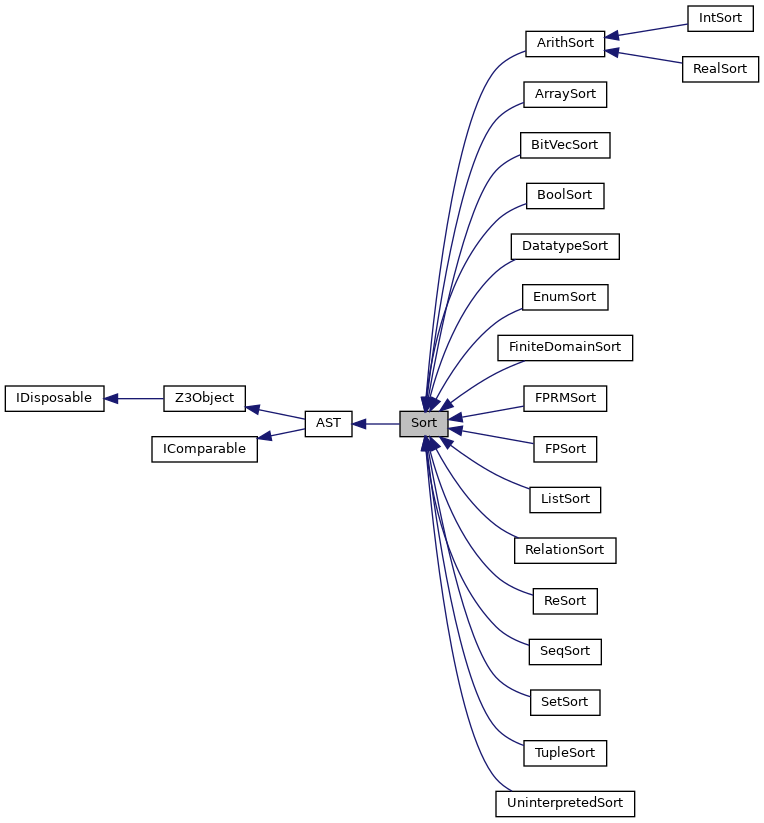 IntSort
ArithSort
RealSort
ArraySort
BitVecSort
BoolSort
DatatypeSort
EnumSort
FiniteDomainSort
IDisposable
Z3Object
FPRMSort
AST
Sort
IComparable
FPSort
ListSort
RelationSort
ReSort
SeqSort
SetSort
TupleSort
UninterpretedSort